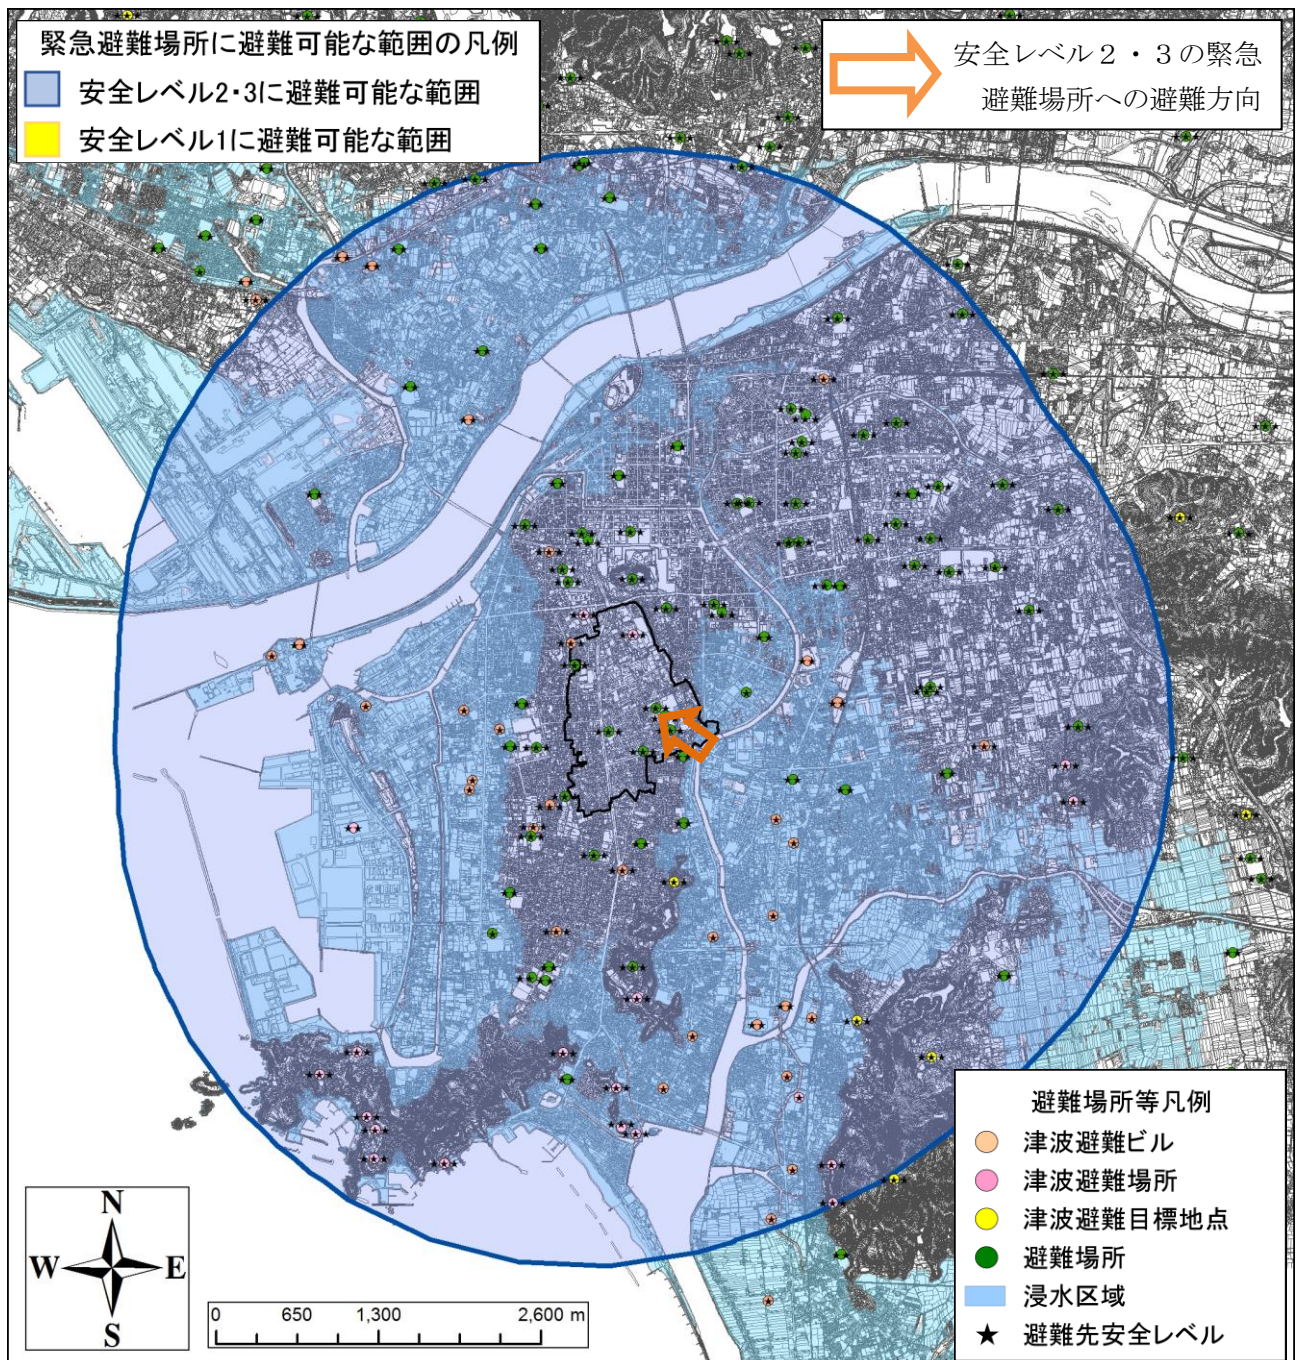 緊急避難場所に避難可能な範囲の凡例
安全レベル2・3に避難可能な範囲
安全レベル1に避難可能な範囲
安全レベル２・３の緊急
避難場所への避難方向
避難場所等凡例
津波避難ビル
津波避難場所
津波避難目標地点
避難場所
浸水区域
★ 避難先安全レベル
N
W E
S
0 650 1,300 2,600 m